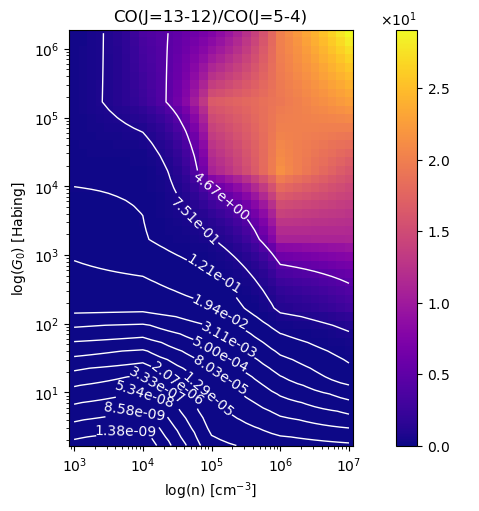 CO(J=13-12)/CO(J=5-4)
×10¹
10⁶
10⁵
10⁴
10³
10²
10¹
log(G₀) [Habing]
4.67e+00
7.51e-01
1.21e-01
1.94e-02
3.11e-03
5.00e-04
8.03e-05
1.29e-05
2.07e-06
3.33e-07
5.34e-08
8.58e-09
1.38e-09
10³ 10⁴ 10⁵ 10⁶ 10⁷
log(n) [cm⁻³]
2.5
2.0
1.5
1.0
0.5
0.0